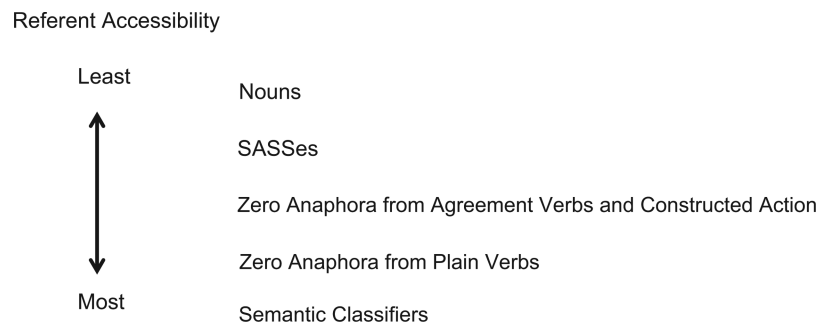 Referent Accessibility
Least
Nouns
SASSes
Zero Anaphora from Agreement Verbs and Constructed Action
Zero Anaphora from Plain Verbs
Most
Semantic Classifiers